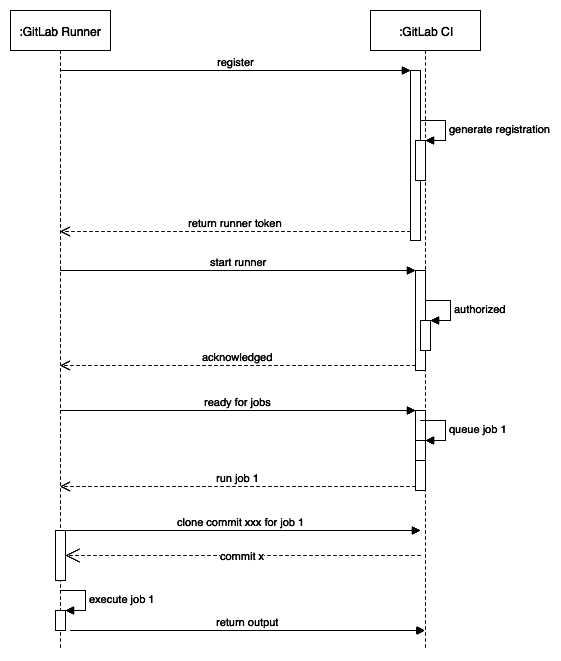 :GitLab Runner
:GitLab CI
register
generate registration
return runner token
start runner
authorized
acknowledged
ready for jobs
queue job 1
run job 1
clone commit xxx for job 1
commit x
execute job 1
return output